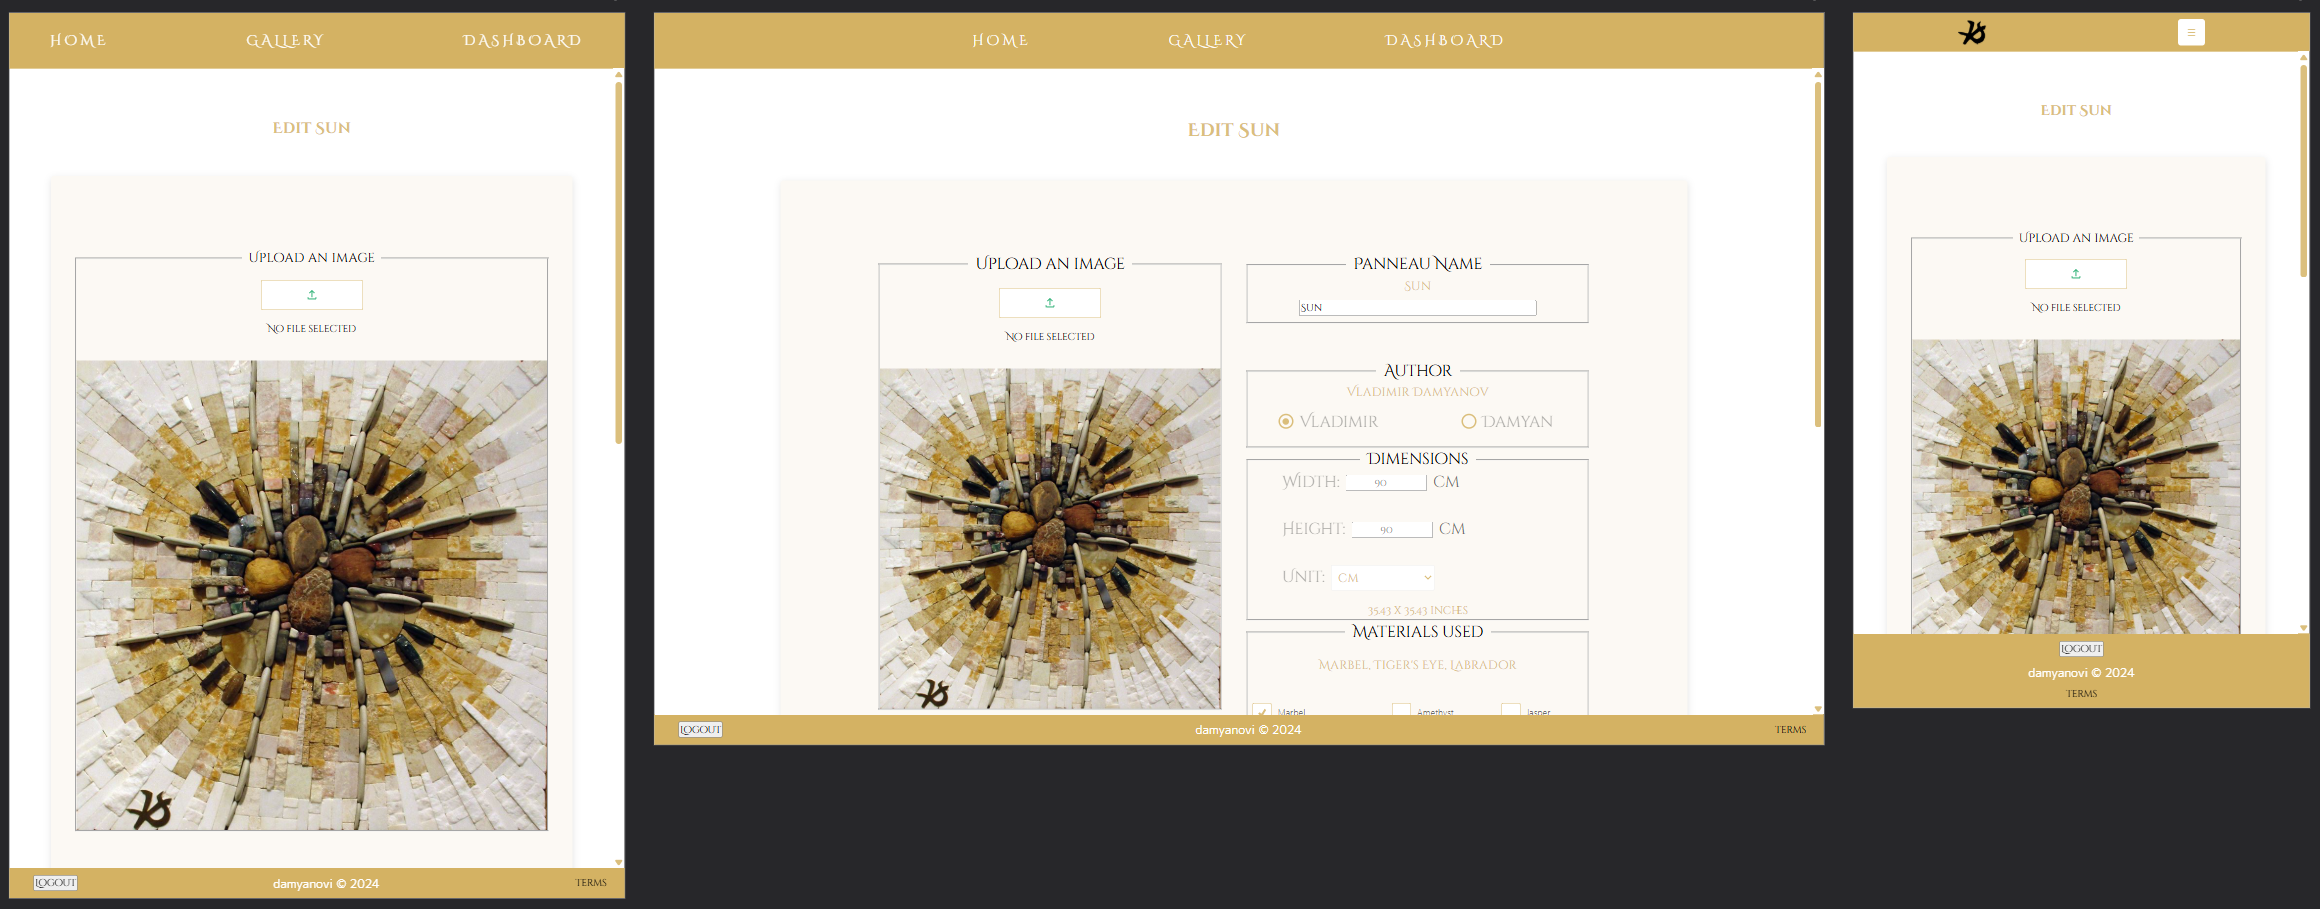 HOME GALLERY DASHBOARD
EDIT SUN
UPLOAD AN IMAGE
NO FILE SELECTED
LOGOUT damyanovi © 2024 TERMS
HOME GALLERY DASHBOARD
EDIT SUN
UPLOAD AN IMAGE
NO FILE SELECTED
PANNEAU NAME
SUN
SUN
AUTHOR
VLADIMIR DAMYANOV
VLADIMIR DAMYAN
DIMENSIONS
WIDTH: 90 CM
HEIGHT: 90 CM
UNIT: CM
35.43 X 35.43 INCHES
MATERIALS USED
MARBEL, TIGER'S EYE, LABRADOR
Marbel Amethyst Jasper
LOGOUT damyanovi © 2024 TERMS
EDIT SUN
UPLOAD AN IMAGE
NO FILE SELECTED
LOGOUT
damyanovi © 2024
TERMS